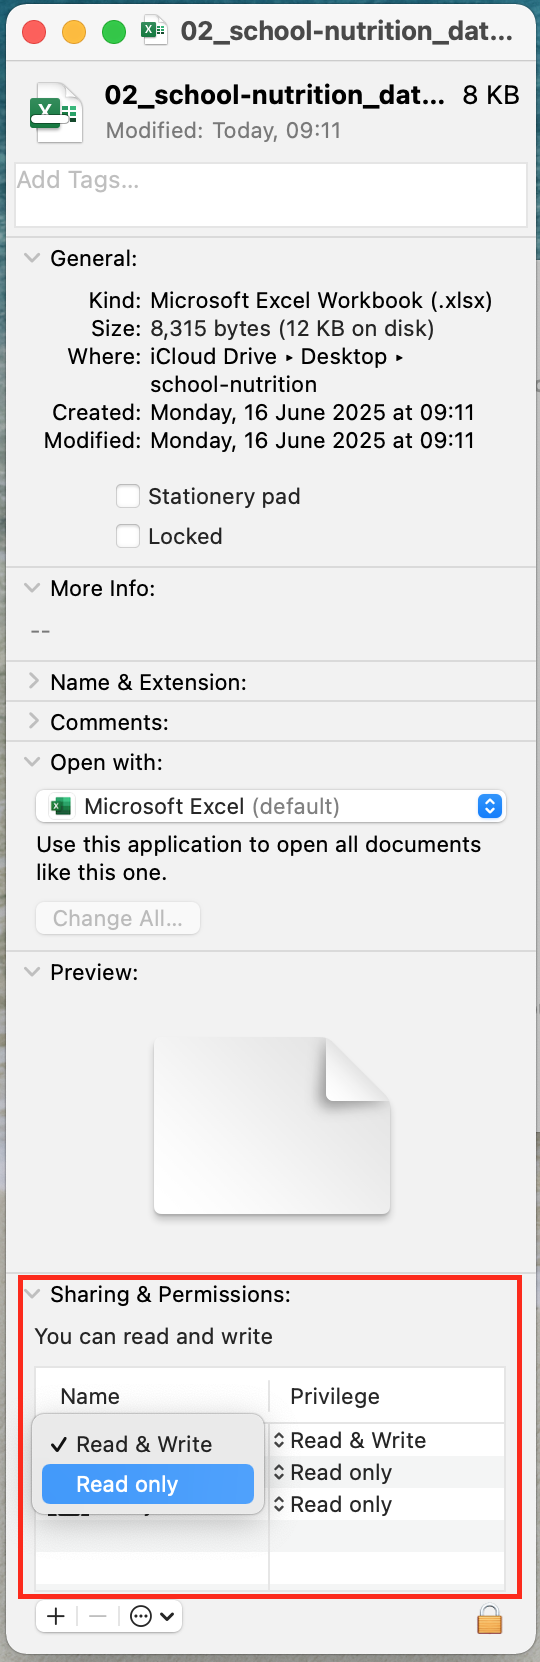 02_school-nutrition_dat...
02_school-nutrition_dat... 8 KB
Modified: Today, 09:11
Add Tags...
General:
Kind: Microsoft Excel Workbook (.xlsx)
Size: 8,315 bytes (12 KB on disk)
Where: iCloud Drive ▸ Desktop ▸
school-nutrition
Created: Monday, 16 June 2025 at 09:11
Modified: Monday, 16 June 2025 at 09:11
Stationery pad
Locked
More Info:
--
Name & Extension:
Comments:
Open with:
Microsoft Excel (default)
Use this application to open all documents
like this one.
Change All...
Preview:
Sharing & Permissions:
You can read and write
Name Privilege
✓ Read & Write Read & Write
Read only Read only
Read only